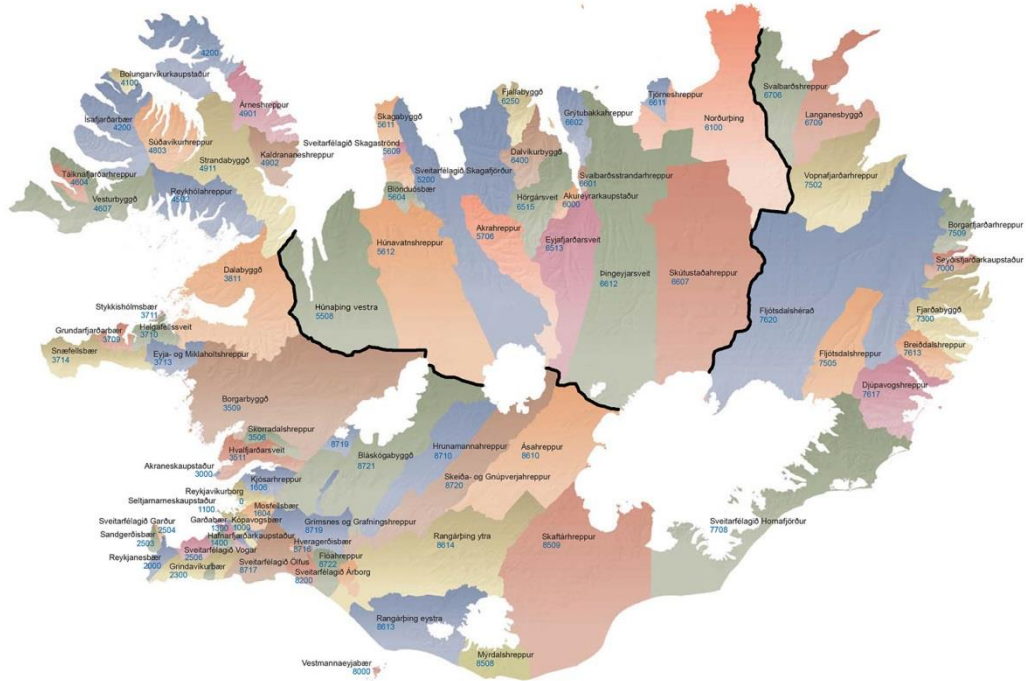 4200
Bolungarvíkurkaupstaður
4100
Árneshreppur
4901
Ísafjarðarbær
4200
Súðavíkurhreppur
4803
Strandabyggð
4911
Kaldrananeshreppur
4902
Tálknafjarðarhreppur
4604
Vesturbyggð
4607
Reykhólahreppur
4502
Dalabyggð
3811
Stykkishólmsbær
3711
Helgafellssveit
3710
Grundarfjarðarbær
3709
Snæfellsbær
3714
Eyja- og Miklaholtshreppur
3713
Borgarbyggð
3509
Skorradalshreppur
3506
Hvalfjarðarsveit
3511
Akraneskaupstaður
3000
Kjósarhreppur
1606
Reykjavíkurborg
0
Seltjarnarneskaupstaður
1100
Mosfellsbær
1604
Garðabær
1300
Kópavogsbær
1000
Hafnarfjarðarkaupstaður
1400
Sveitarfélagið Garður
2504
Sandgerðisbær
2503
Reykjanesbær
2000
Sveitarfélagið Vogar
2506
Grindavíkurbær
2300
Skagabyggð
5611
Sveitarfélagið Skagaströnd
5609
Blönduósbær
5604
Húnavatnshreppur
5612
Húnaþing vestra
5508
Sveitarfélagið Skagafjörður
5200
Akrahreppur
5706
Fjallabyggð
6250
Dalvíkurbyggð
6400
Hörgársveit
6515
Grýtubakkahreppur
6602
Svalbarðsstrandarhreppur
6601
Akureyrarkaupstaður
6000
Eyjafjarðarsveit
6513
Þingeyjarsveit
6612
Tjörneshreppur
6611
Norðurþing
6100
Skútustaðahreppur
6607
Svalbarðshreppur
6706
Langanesbyggð
6709
Vopnafjarðarhreppur
7502
Borgarfjarðarhreppur
7509
Seyðisfjarðarkaupstaður
7000
Fljótsdalshérað
7620
Fjarðabyggð
7300
Fljótsdalshreppur
7505
Breiðdalshreppur
7613
Djúpavogshreppur
7617
8719
Bláskógabyggð
8721
Hrunamannahreppur
8710
Skeiða- og Gnúpverjahreppur
8720
Ásahreppur
8610
Grímsnes og Grafningshreppur
8719
Hveragerðisbær
8716
Sveitarfélagið Ölfus
8717
Flóahreppur
8722
Sveitarfélagið Árborg
8200
Rangárþing ytra
8614
Rangárþing eystra
8613
Skaftárhreppur
8509
Mýrdalshreppur
8508
Vestmannaeyjabær
8000
Sveitarfélagið Hornafjörður
7708